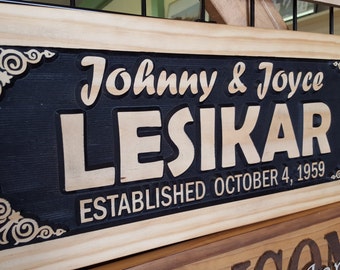 Johnny & Joyce
LESIKAR
ESTABLISHED OCTOBER 4, 1959